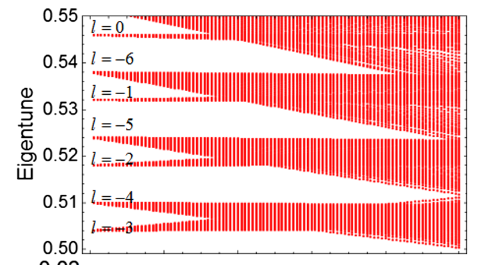 0.55
l = 0
l = −6
0.54
l = −1
0.53
l = −5
0.52
l = −2
0.51
l = −4
l = −3
0.50
Eigentune